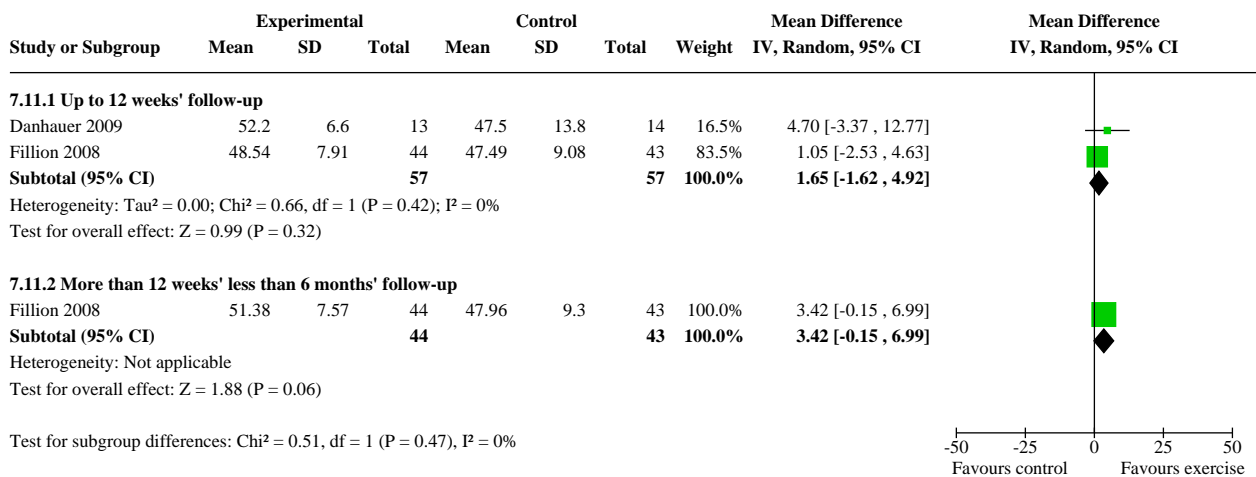 Experimental Control Mean Difference Mean Difference
Study or Subgroup Mean SD Total Mean SD Total Weight IV, Random, 95% CI IV, Random, 95% CI
7.11.1 Up to 12 weeks' follow-up
Danhauer 2009 52.2 6.6 13 47.5 13.8 14 16.5% 4.70 [-3.37 , 12.77]
Fillion 2008 48.54 7.91 44 47.49 9.08 43 83.5% 1.05 [-2.53 , 4.63]
Subtotal (95% CI) 57 57 100.0% 1.65 [-1.62 , 4.92]
Heterogeneity: Tau² = 0.00; Chi² = 0.66, df = 1 (P = 0.42); I² = 0%
Test for overall effect: Z = 0.99 (P = 0.32)
7.11.2 More than 12 weeks' less than 6 months' follow-up
Fillion 2008 51.38 7.57 44 47.96 9.3 43 100.0% 3.42 [-0.15 , 6.99]
Subtotal (95% CI) 44 43 100.0% 3.42 [-0.15 , 6.99]
Heterogeneity: Not applicable
Test for overall effect: Z = 1.88 (P = 0.06)
Test for subgroup differences: Chi² = 0.51, df = 1 (P = 0.47), I² = 0%
-50 -25 0 25 50
Favours control Favours exercise